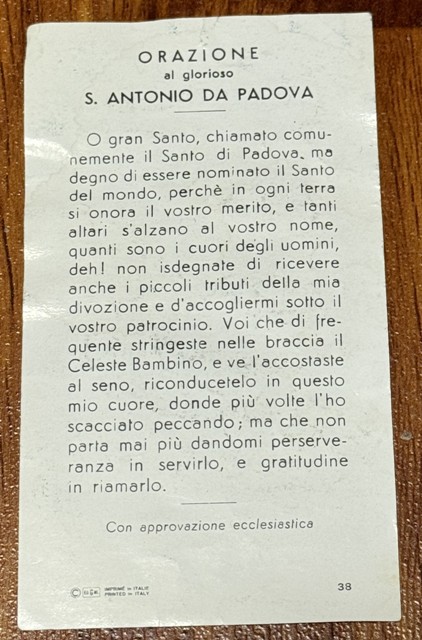 ORAZIONE
al glorioso
S. ANTONIO DA PADOVA
O gran Santo, chiamato comu-
nemente il Santo di Padova, ma
degno di essere nominato il Santo
del mondo, perchè in ogni terra
si onora il vostro merito, e tanti
altari s'alzano al vostro nome,
quanti sono i cuori degli uomini,
deh! non isdegnate di ricevere
anche i piccoli tributi della mia
divozione e d'accogliermi sotto il
vostro patrocinio. Voi che di fre-
quente stringeste nelle braccia il
Celeste Bambino, e ve l'accostaste
al seno, riconducetelo in questo
mio cuore, donde più volte l'ho
scacciato peccando; ma che non
parta mai più dandomi perserve-
ranza in servirlo, e gratitudine
in riamarlo.
Con approvazione ecclesiastica
©
IMPRIMÉ en ITALIE
PRINTED in ITALY
38